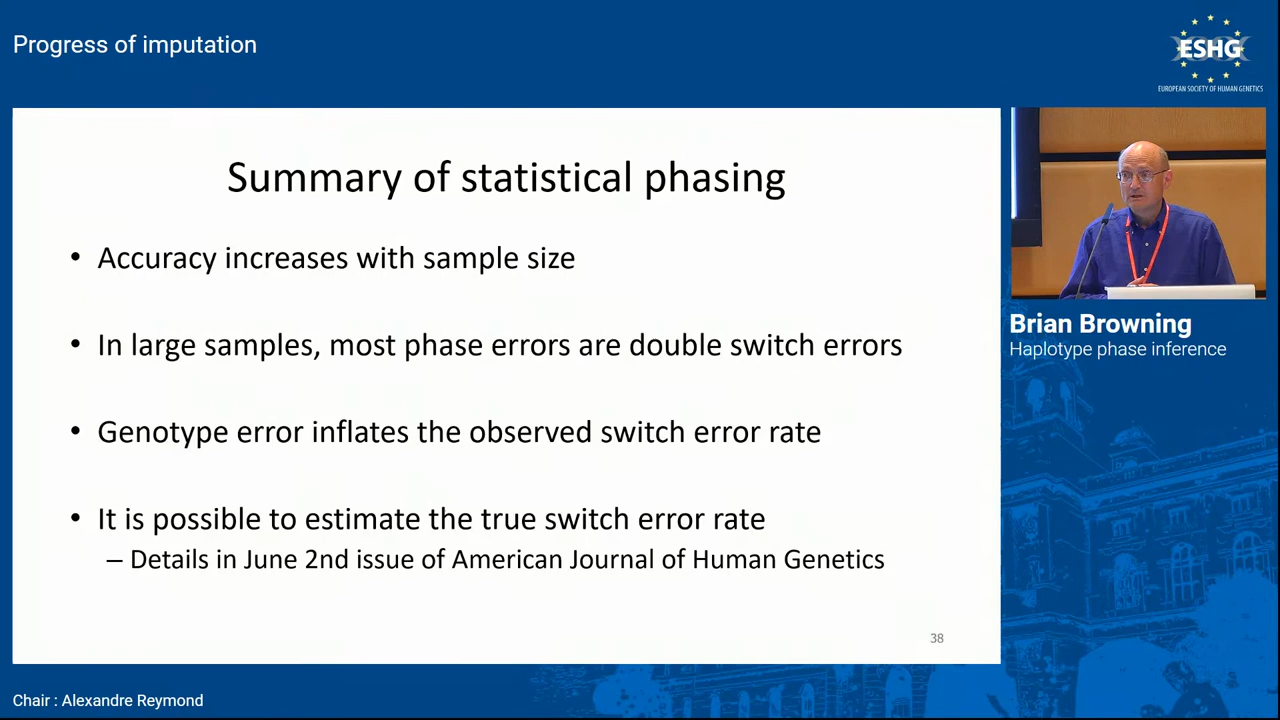 Progress of imputation
ESHG
EUROPEAN SOCIETY OF HUMAN GENETICS
Summary of statistical phasing
• Accuracy increases with sample size
• In large samples, most phase errors are double switch errors
• Genotype error inflates the observed switch error rate
• It is possible to estimate the true switch error rate
– Details in June 2nd issue of American Journal of Human Genetics
38
Brian Browning
Haplotype phase inference
Chair : Alexandre Reymond